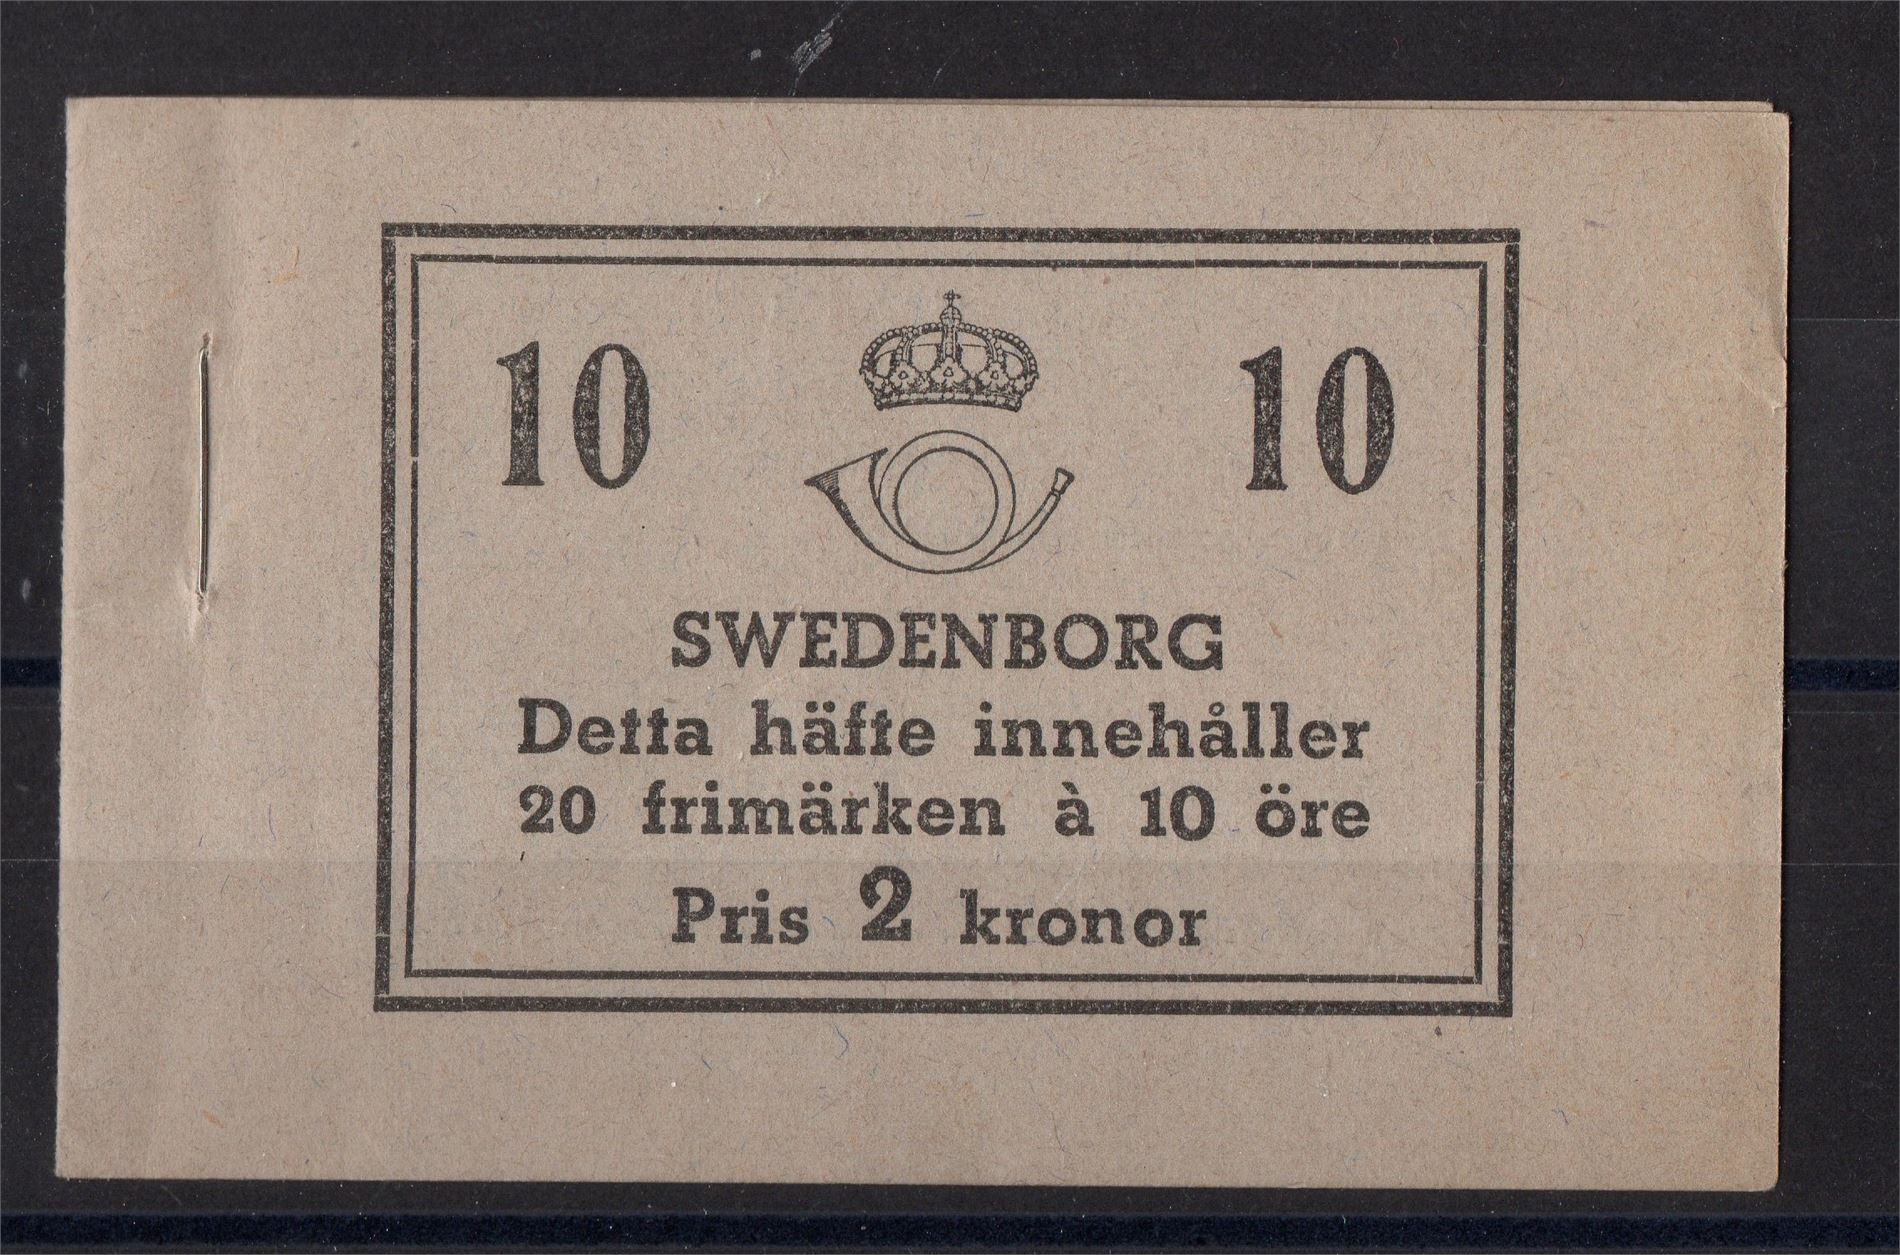 10 10
SWEDENBORG
Detta häfte innehåller
20 frimärken à 10 öre
Pris 2 kronor